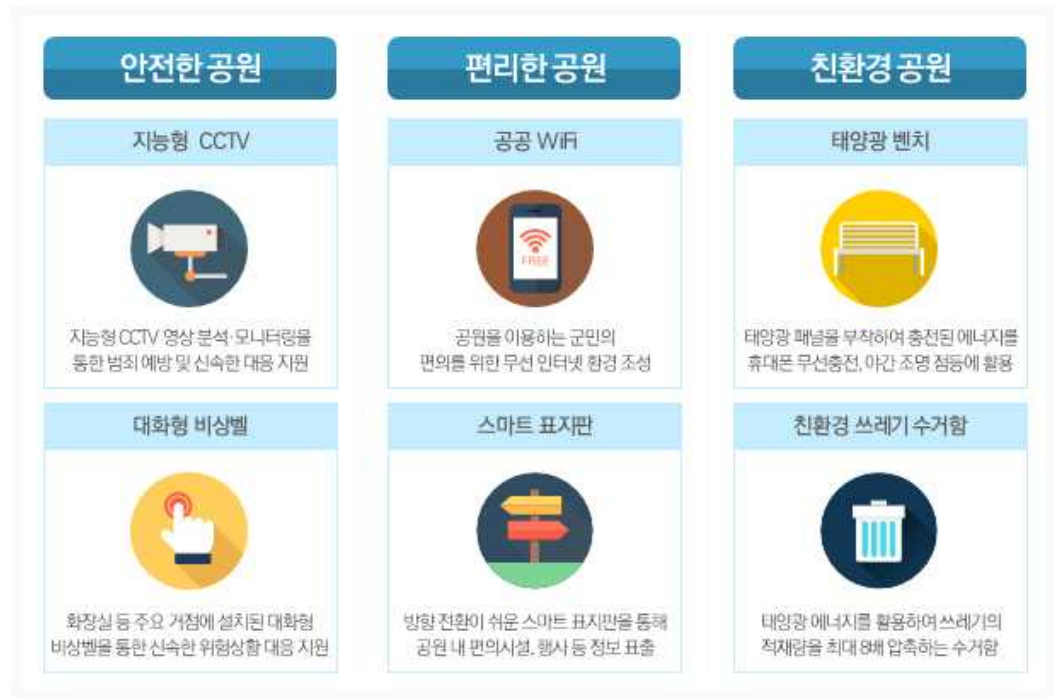 안전한 공원
지능형 CCTV
지능형 CCTV 영상 분석·모니터링을
통한 범죄 예방 및 신속한 대응 지원
대화형 비상벨
화장실 등 주요 거점에 설치된 대화형
비상벨을 통한 신속한 위험상황 대응 지원
편리한 공원
공공 WiFi
FREE
공원을 이용하는 군민의
편의를 위한 무선 인터넷 환경 조성
스마트 표지판
방향 전환이 쉬운 스마트 표지판을 통해
공원 내 편의시설, 행사 등 정보 표출
친환경 공원
태양광 벤치
태양광 패널을 부착하여 충전된 에너지를
휴대폰 무선충전, 야간 조명 점등에 활용
친환경 쓰레기 수거함
태양광 에너지를 활용하여 쓰레기의
적재량을 최대 8배 압축하는 수거함